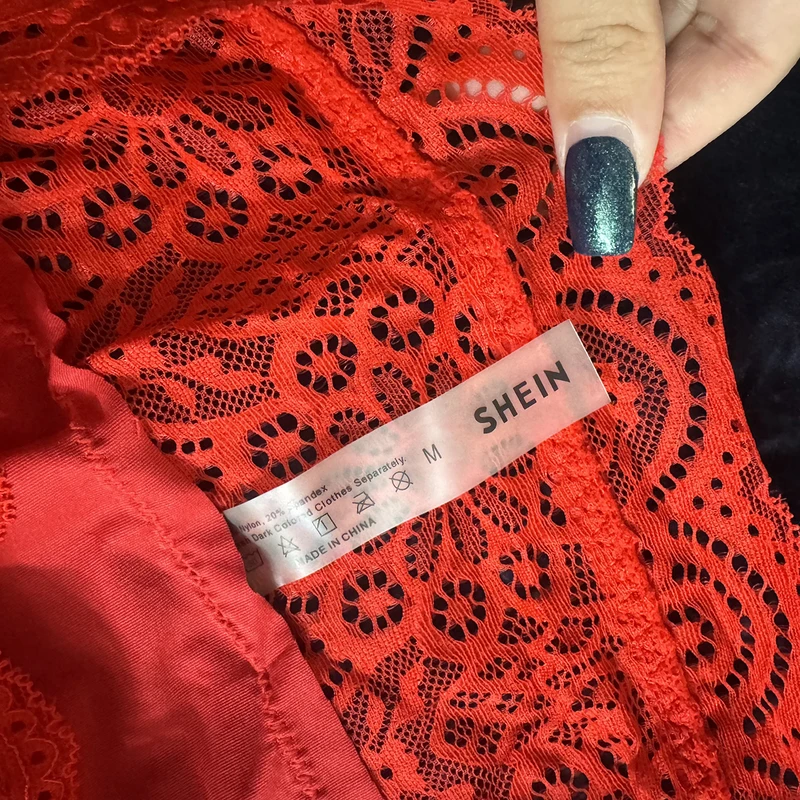 SHEIN
M
Nylon, 20% Spandex
Dark Colored Clothes Separately.
MADE IN CHINA